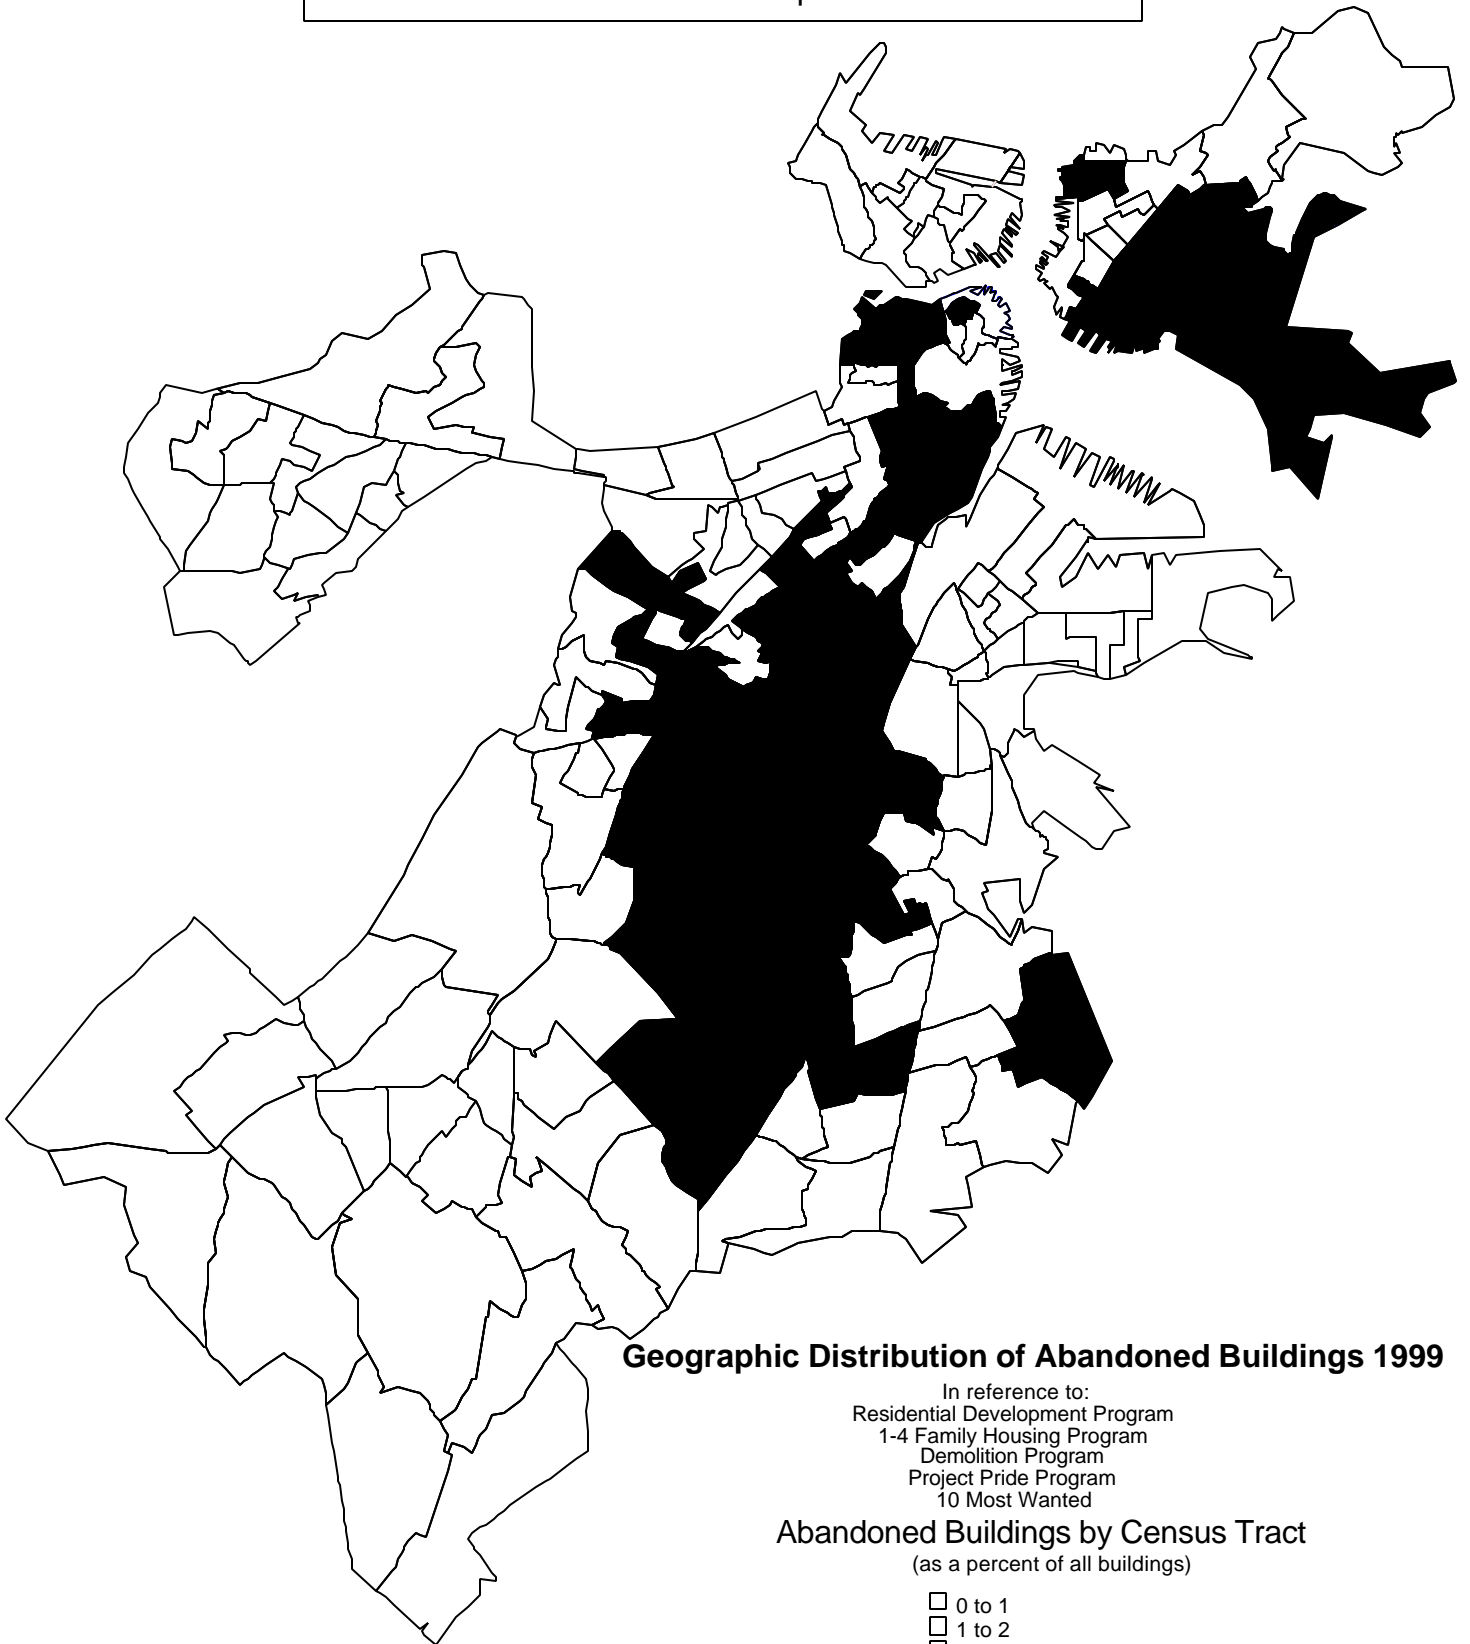 Geographic Distribution of Abandoned Buildings 1999
In reference to:
Residential Development Program
1-4 Family Housing Program
Demolition Program
Project Pride Program
10 Most Wanted
Abandoned Buildings by Census Tract
(as a percent of all buildings)
0 to 1
1 to 2